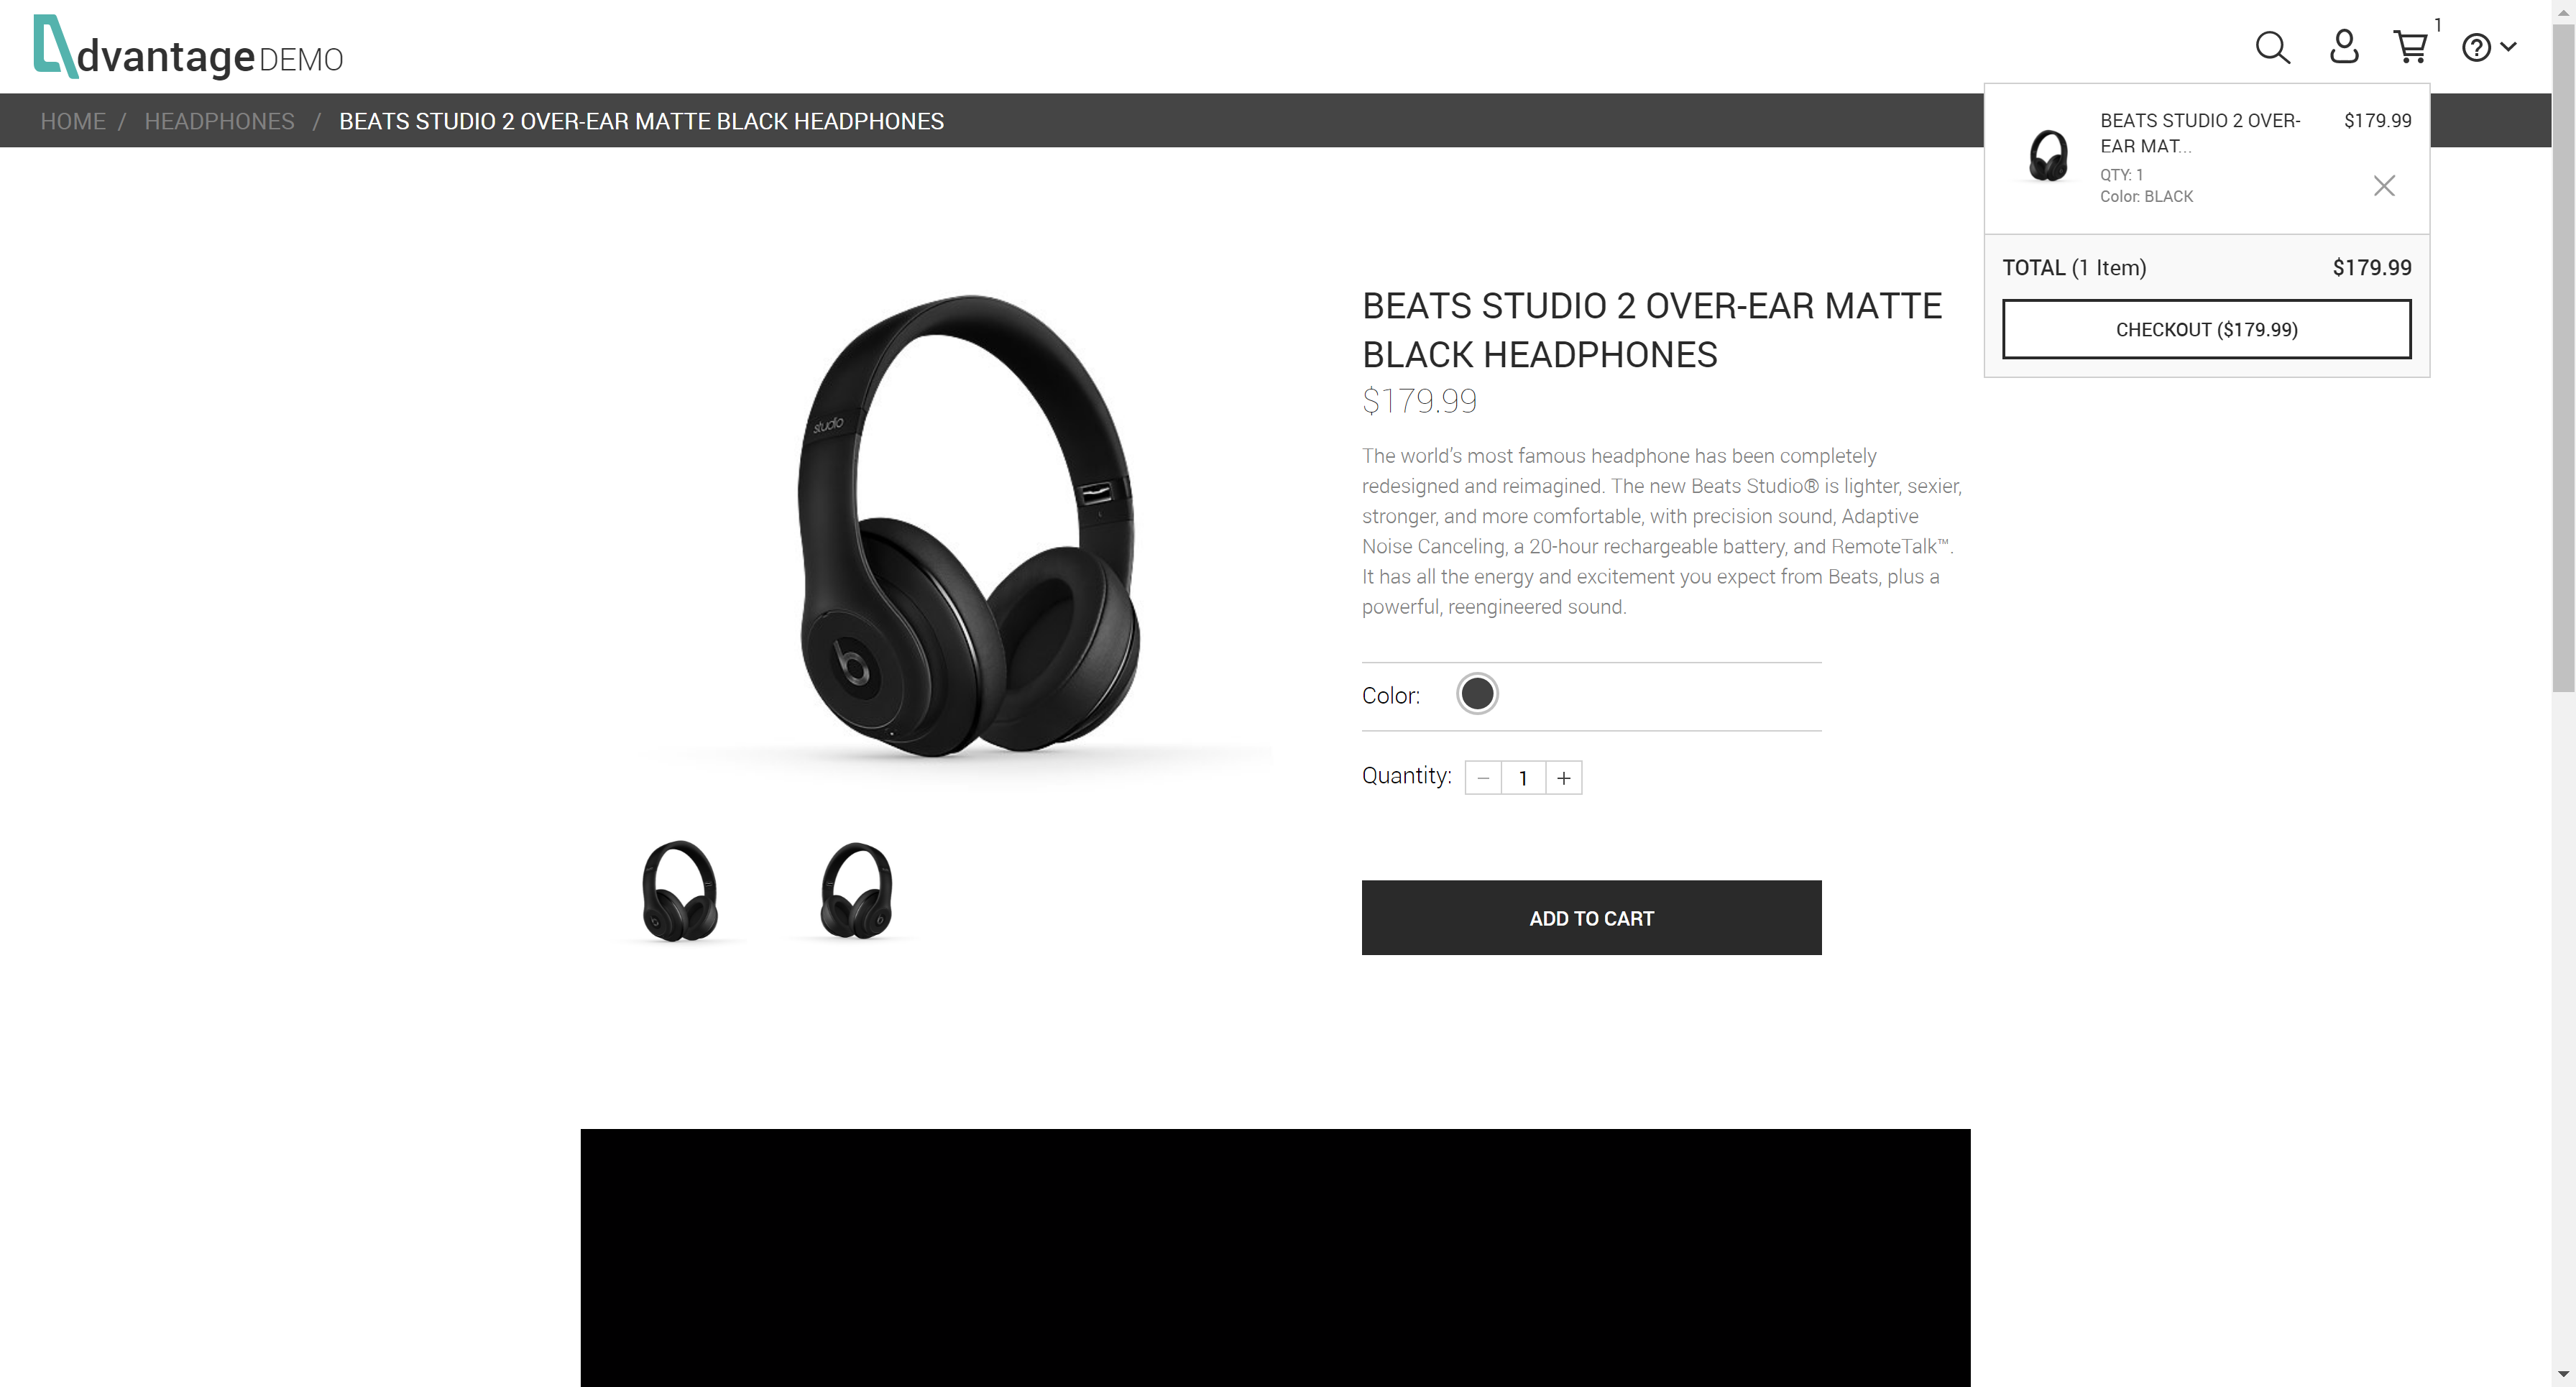 dvantage DEMO
1
HOME / HEADPHONES / BEATS STUDIO 2 OVER-EAR MATTE BLACK HEADPHONES
BEATS STUDIO 2 OVER- $179.99
EAR MAT...
QTY: 1
Color: BLACK
TOTAL (1 Item) $179.99
CHECKOUT ($179.99)
studio
b
BEATS STUDIO 2 OVER-EAR MATTE
BLACK HEADPHONES
$179.99
The world’s most famous headphone has been completely
redesigned and reimagined. The new Beats Studio® is lighter, sexier,
stronger, and more comfortable, with precision sound, Adaptive
Noise Canceling, a 20-hour rechargeable battery, and RemoteTalk™.
It has all the energy and excitement you expect from Beats, plus a
powerful, reengineered sound.
Color:
Quantity: − 1 +
ADD TO CART